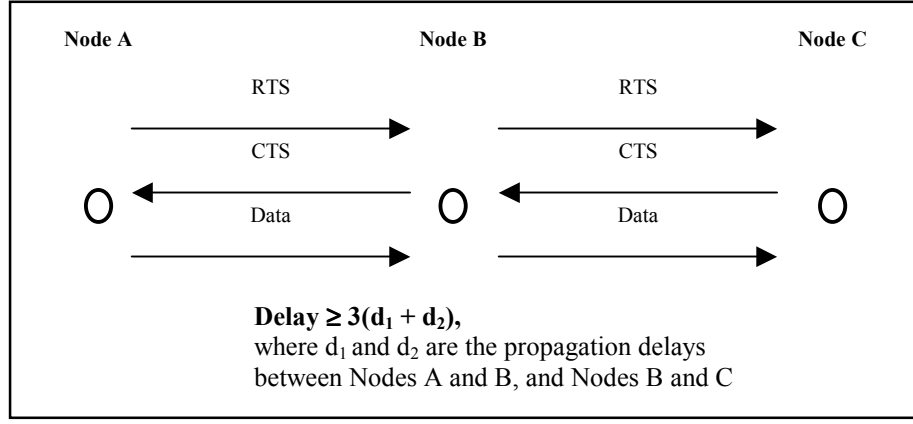 Node A Node B Node C
RTS RTS
CTS CTS
Data Data
Delay ≥ 3(d₁ + d₂),
where d₁ and d₂ are the propagation delays
between Nodes A and B, and Nodes B and C